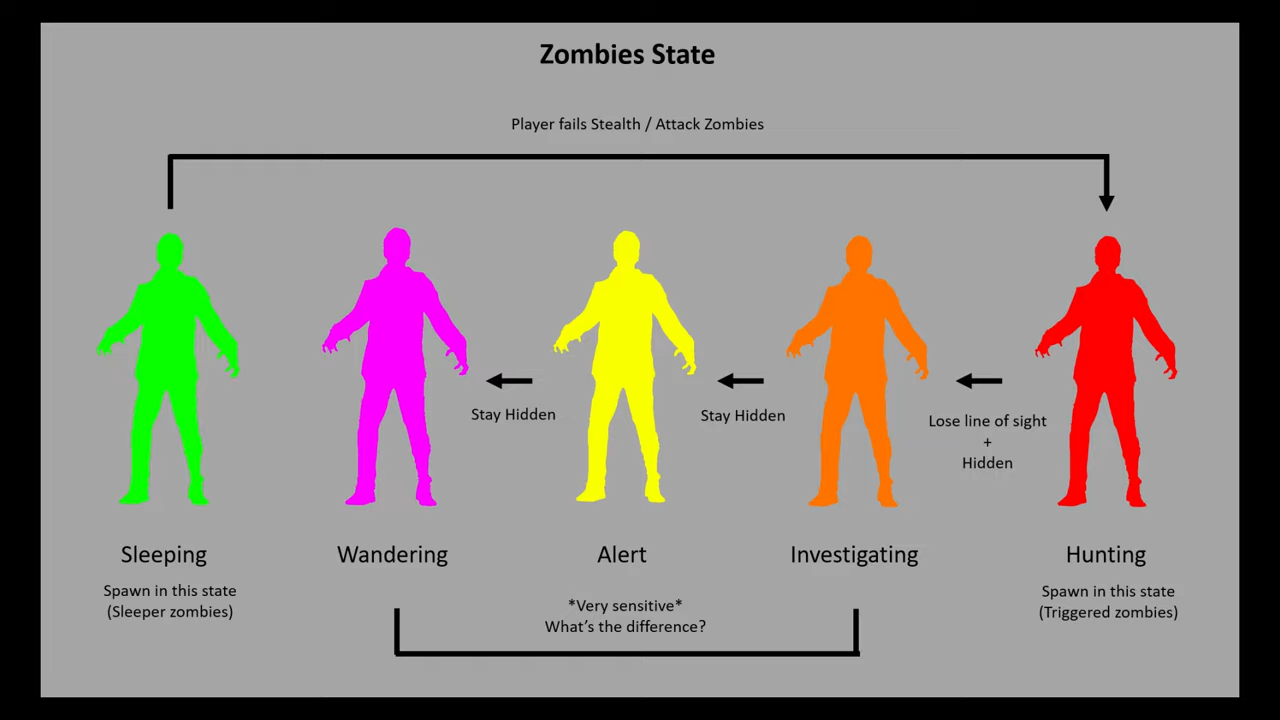 Zombies State
Player fails Stealth / Attack Zombies
Stay Hidden
Stay Hidden
Lose line of sight
+
Hidden
Sleeping
Wandering
Alert
Investigating
Hunting
Spawn in this state
(Sleeper zombies)
*Very sensitive*
What's the difference?
Spawn in this state
(Triggered zombies)